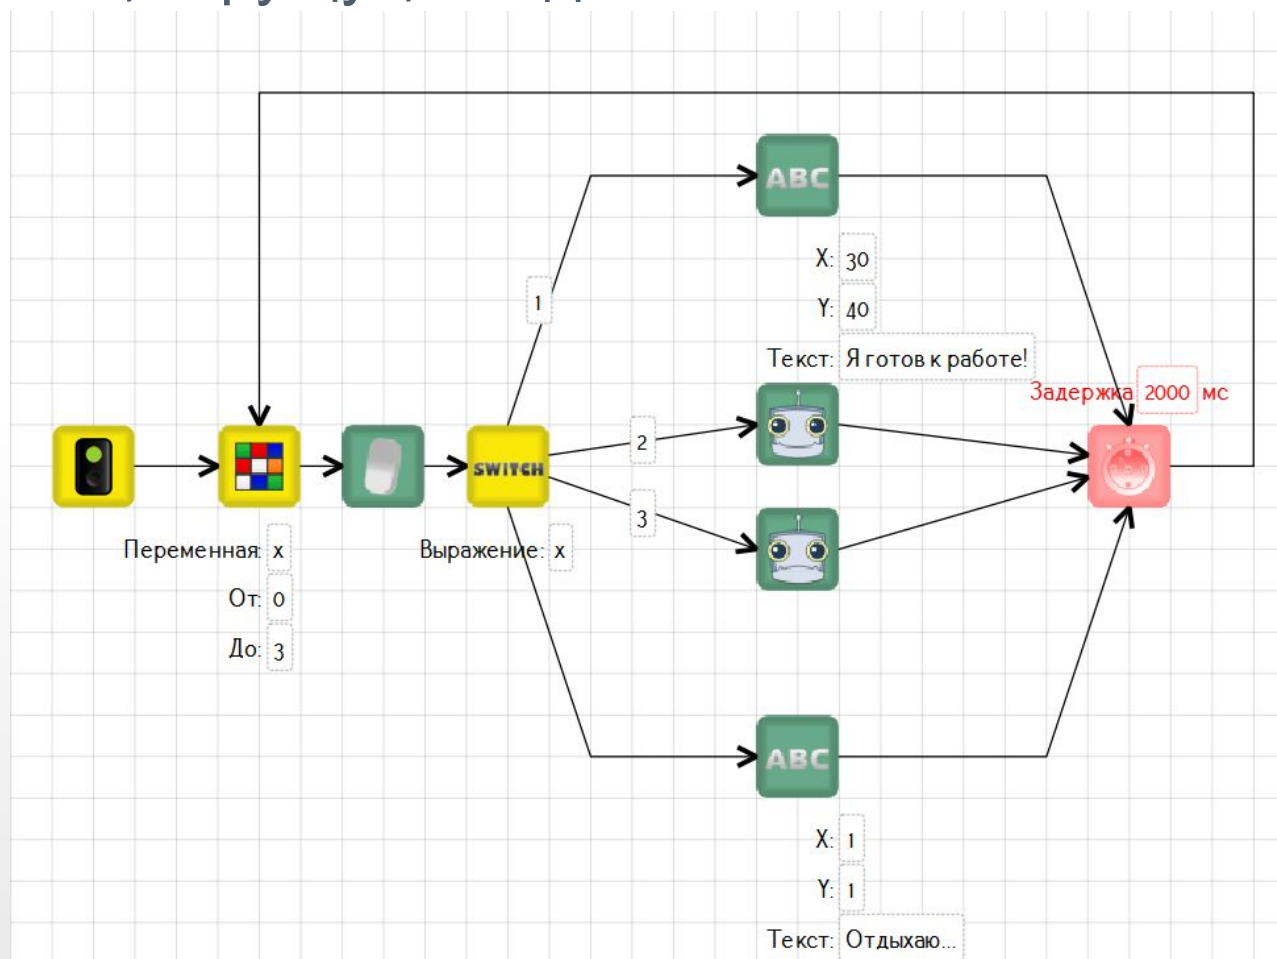 ABC
X: 30
1
Y: 40
Текст: Я готов к работе!
Задержка 2000 мс
2
SWITCH
3
Переменная: x
Выражение: x
От: 0
До: 3
ABC
X: 1
Y: 1
Текст: Отдыхаю...